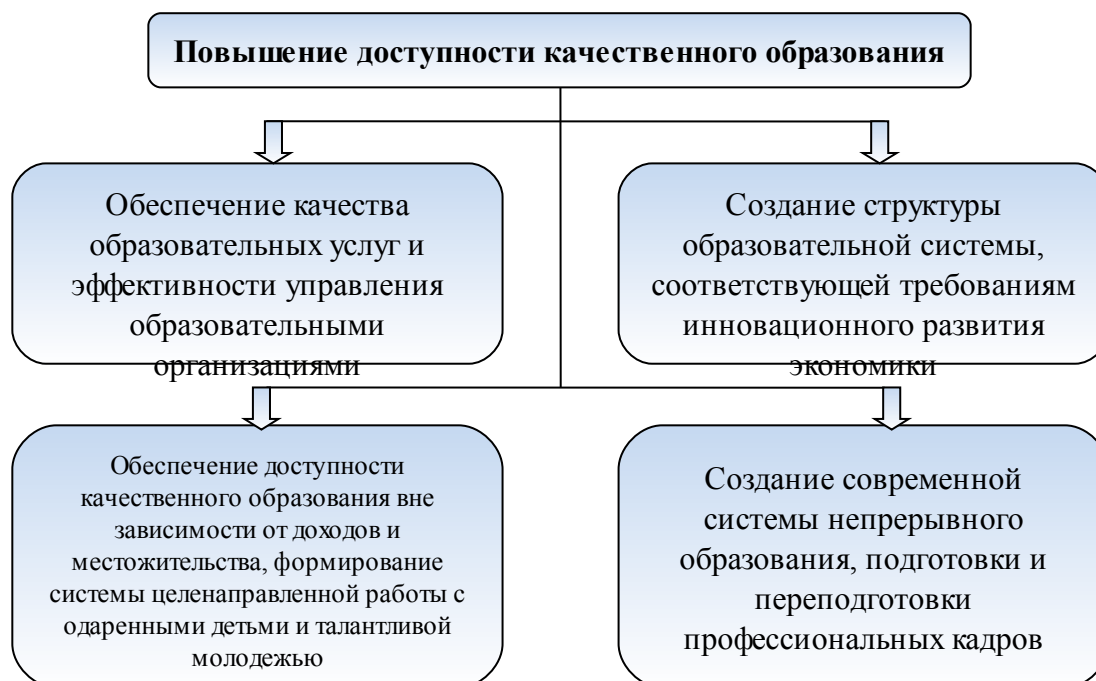 Повышение доступности качественного образования
Обеспечение качества
образовательных услуг и
эффективности управления
образовательными
организациями
Создание структуры
образовательной системы,
соответствующей требованиям
инновационного развития
экономики
Обеспечение доступности
качественного образования вне
зависимости от доходов и
местожительства, формирование
системы целенаправленной работы с
одаренными детьми и талантливой
молодежью
Создание современной
системы непрерывного
образования, подготовки и
переподготовки
профессиональных кадров